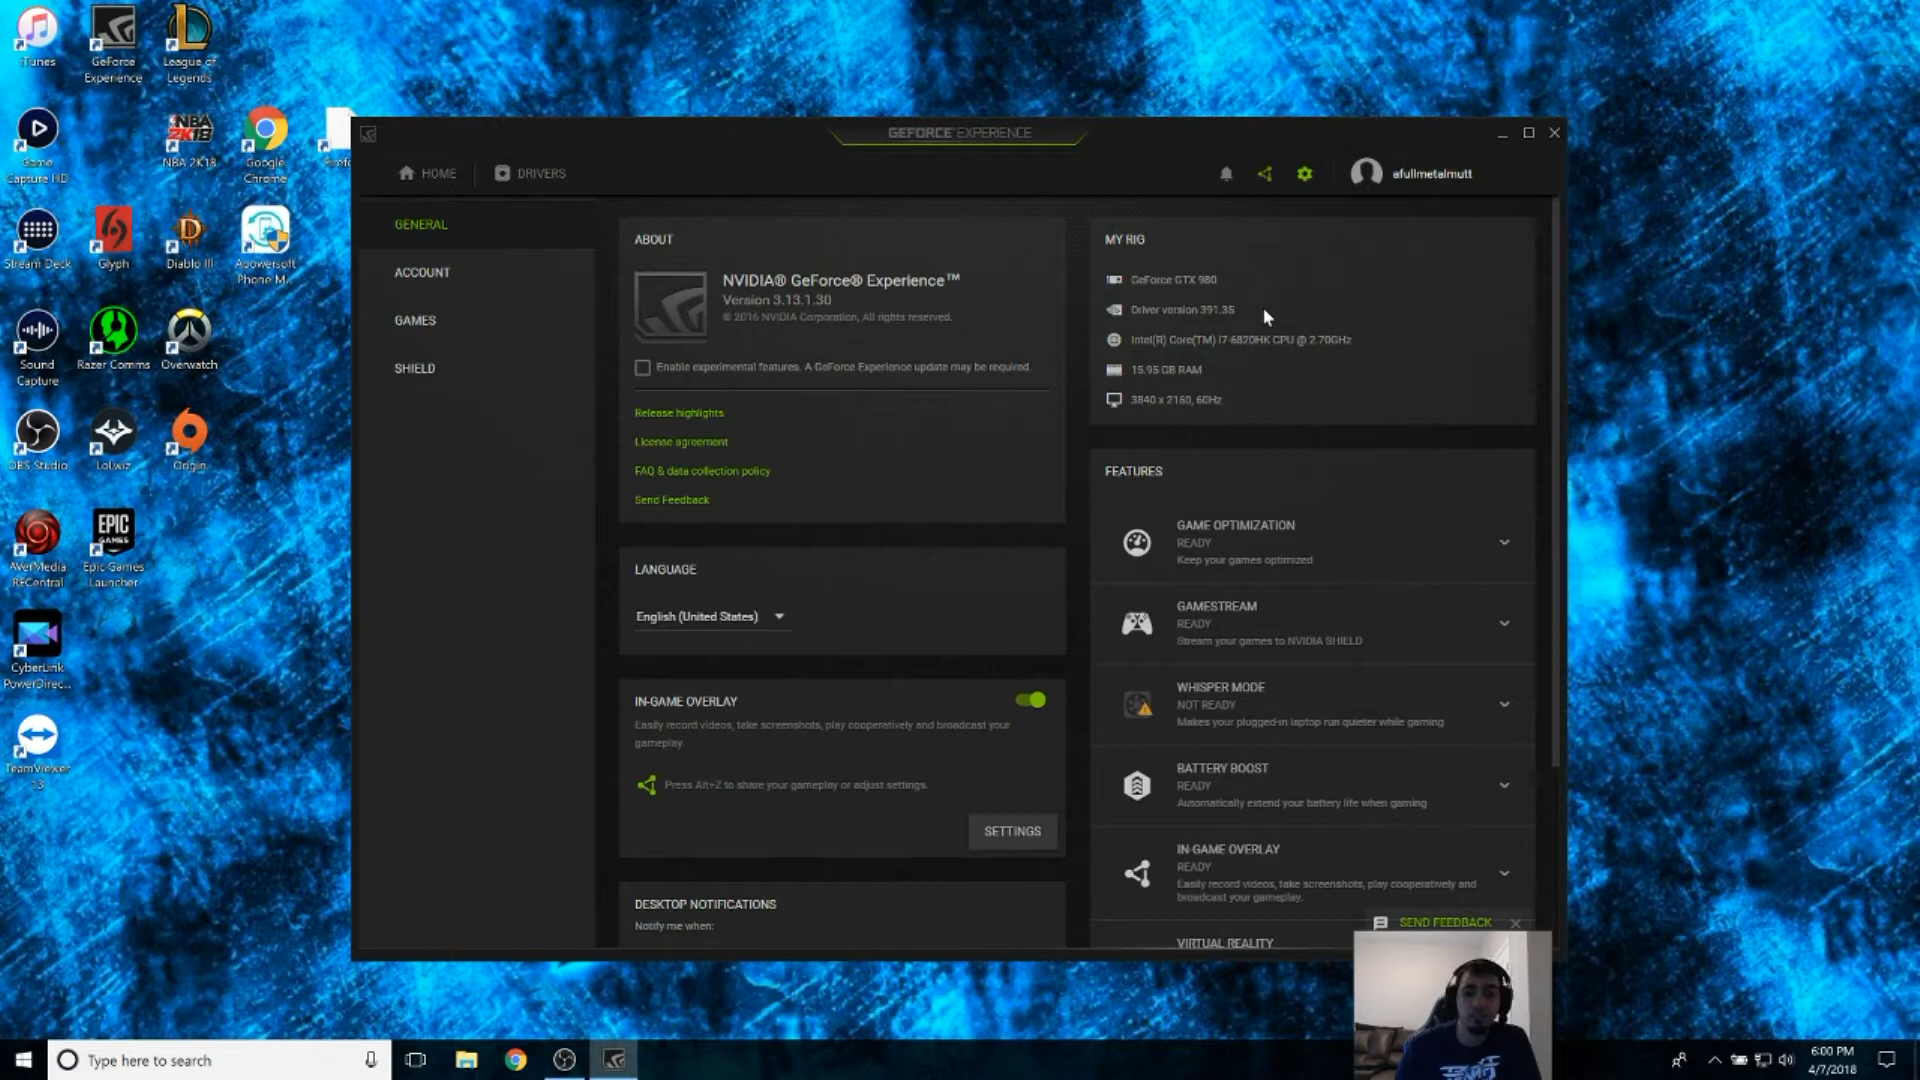 iTunes
GeForce
Experience
League of
Legends
Game
Capture HD
NBA
2K18
NBA 2K18
Google
Chrome
Firefo
Stream Deck
Glyph
Diablo III
Apowersoft
Phone M...
Sound
Capture
Razer Comms
Overwatch
OBS Studio
Lolwiz
Origin
EPIC
GAMES
AVerMedia
RECentral
Epic Games
Launcher
CyberLink
PowerDirec...
TeamViewer
13
GEFORCE EXPERIENCE
HOME
DRIVERS
afullmetalmutt
GENERAL
ACCOUNT
GAMES
SHIELD
ABOUT
NVIDIA® GeForce® Experience™
Version 3.13.1.30
© 2016 NVIDIA Corporation, All rights reserved.
Enable experimental features. A GeForce Experience update may be required.
Release highlights
License agreement
FAQ & data collection policy
Send Feedback
LANGUAGE
English (United States)
IN-GAME OVERLAY
Easily record videos, take screenshots, play cooperatively and broadcast your
gameplay.
Press Alt+Z to share your gameplay or adjust settings.
SETTINGS
DESKTOP NOTIFICATIONS
Notify me when:
MY RIG
GeForce GTX 980
Driver version 391.35
Intel(R) Core(TM) i7-6820HK CPU @ 2.70GHz
15.95 GB RAM
3840 x 2160, 60Hz
FEATURES
GAME OPTIMIZATION
READY
Keep your games optimized
GAMESTREAM
READY
Stream your games to NVIDIA SHIELD
WHISPER MODE
NOT READY
Makes your plugged-in laptop run quieter while gaming
BATTERY BOOST
READY
Automatically extend your battery life when gaming
IN-GAME OVERLAY
READY
Easily record videos, take screenshots, play cooperatively and
broadcast your gameplay.
SEND FEEDBACK
VIRTUAL REALITY
Type here to search
6:00 PM
4/7/2018